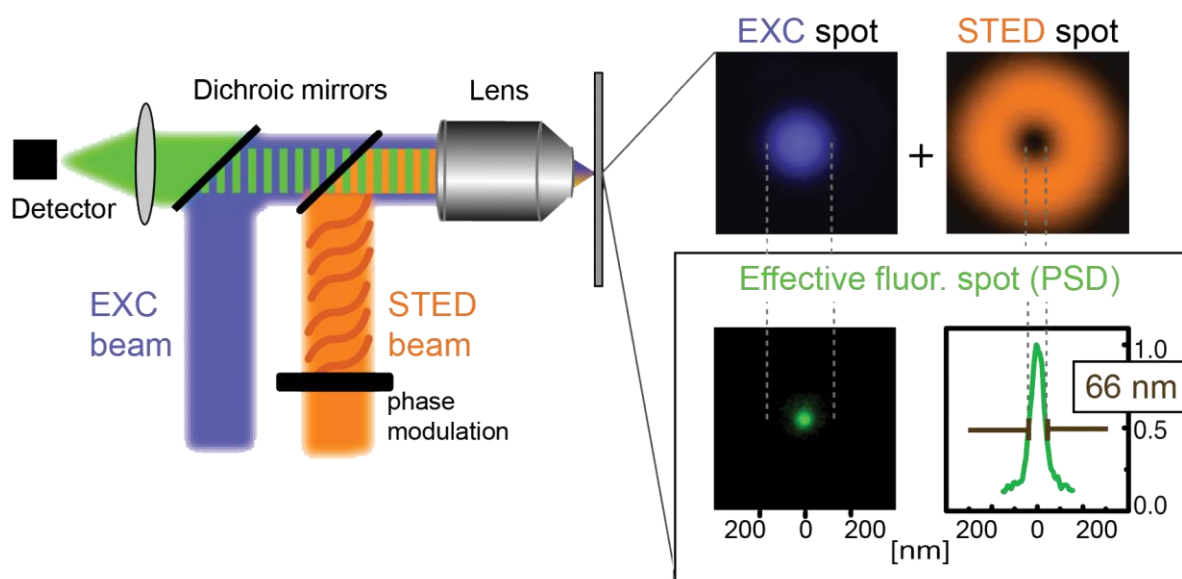 EXC spot
STED spot
Dichroic mirrors
Lens
+
Detector
EXC
beam
STED
beam
phase
modulation
Effective fluor. spot (PSD)
1.0
66 nm
0.5
0.0
200 0 200
200 0 200
[nm]